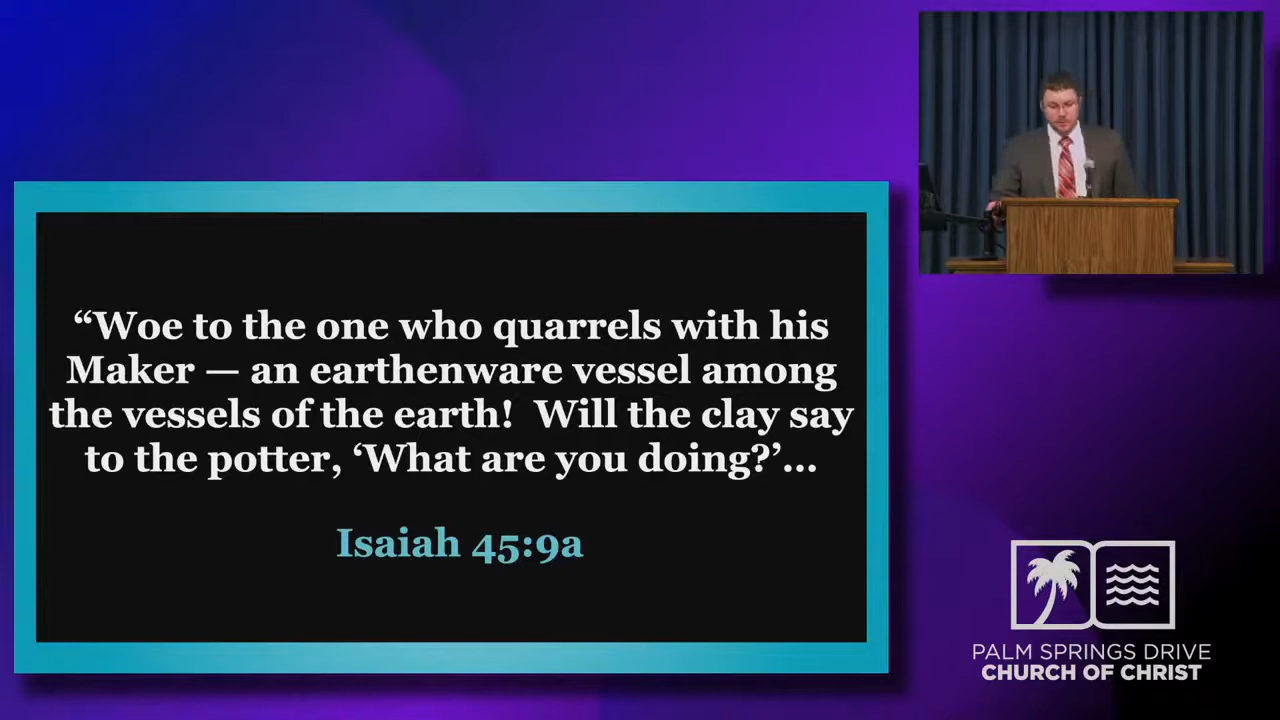 “Woe to the one who quarrels with his
Maker — an earthenware vessel among
the vessels of the earth!  Will the clay say
to the potter, ‘What are you doing?’...
Isaiah 45:9a
PALM SPRINGS DRIVE
CHURCH OF CHRIST